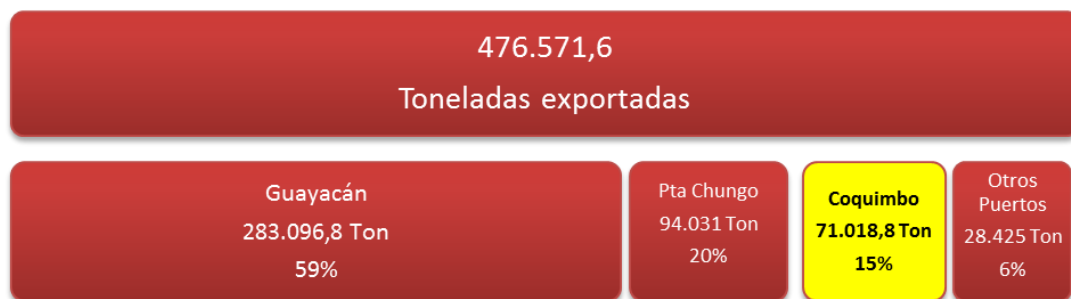 476.571,6
Toneladas exportadas
Guayacán
283.096,8 Ton
59%
Pta Chungo
94.031 Ton
20%
Coquimbo
71.018,8 Ton
15%
Otros
Puertos
28.425 Ton
6%